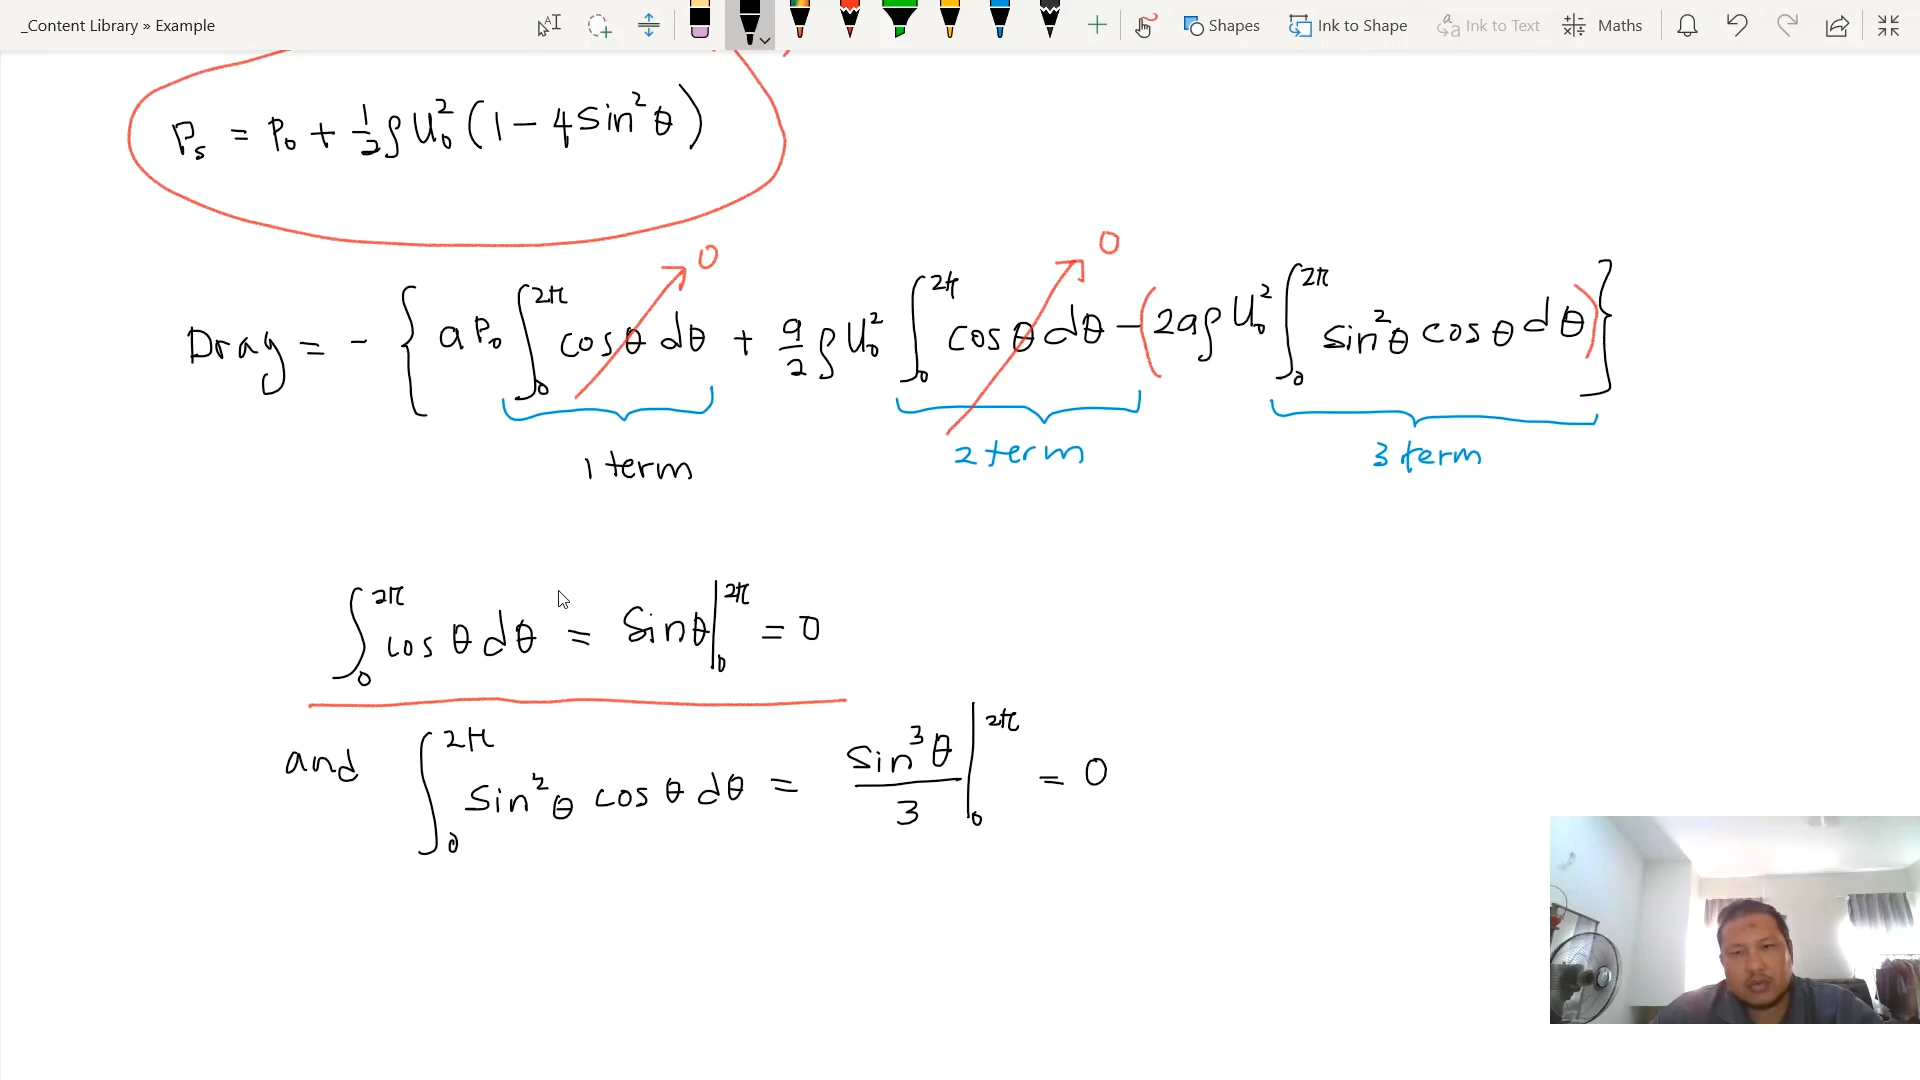 _Content Library » Example
Shapes
Ink to Shape
Ink to Text
Maths
Pₛ = P₀ + ½ρU₀²(1 − 4Sin²θ)
0
0
Drag = − { aP₀ ∫₀^2π cosθ dθ + a/2 ρU₀² ∫₀^2π cosθ dθ − (2aρU₀² ∫₀^2π sin²θ cosθ dθ) }
1 term
2 term
3 term
∫₀^2π cosθ dθ = Sinθ |₀^2π = 0
and ∫₀^2π Sin²θ cosθ dθ = Sin³θ/3 |₀^2π = 0